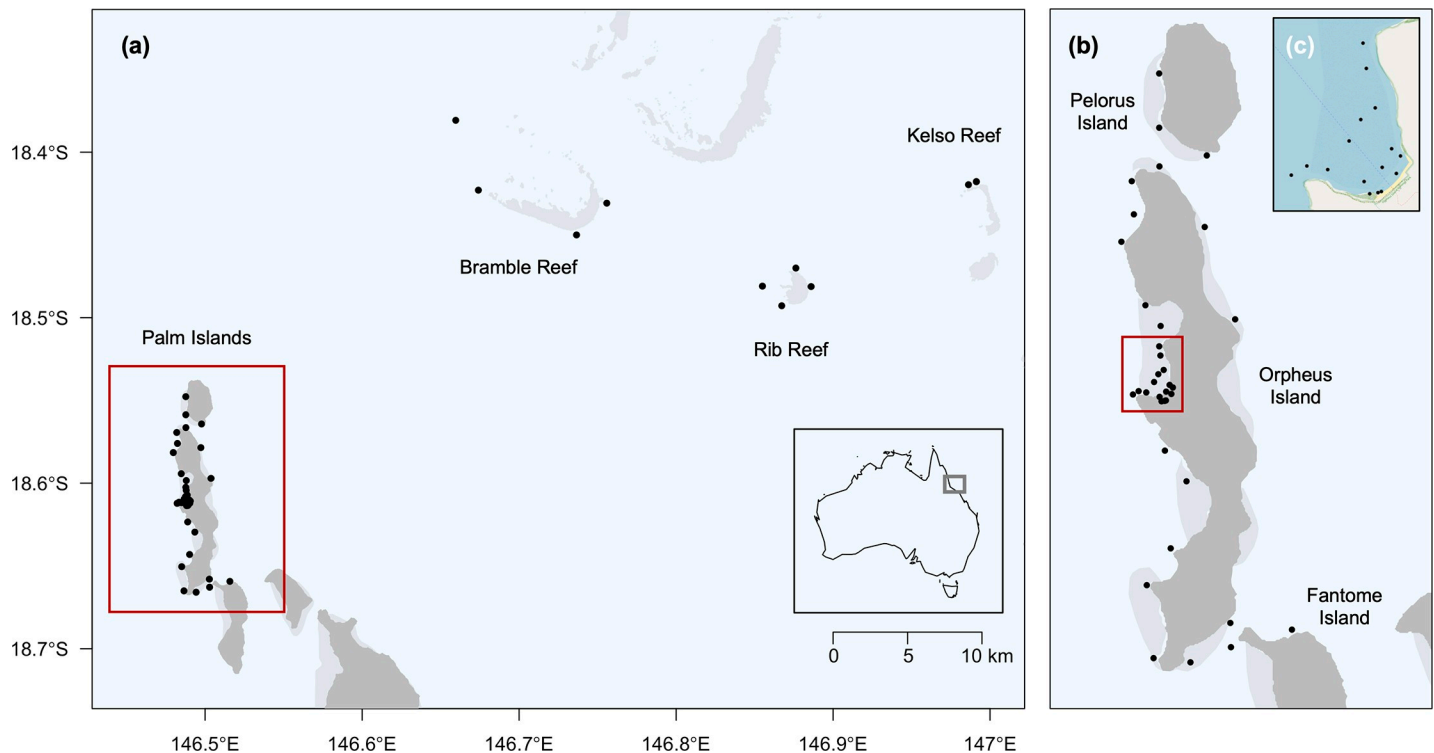 (a)
18.4°S
18.5°S
18.6°S
18.7°S
Kelso Reef
Bramble Reef
Rib Reef
Palm Islands
0 5 10 km
146.5°E 146.6°E 146.7°E 146.8°E 146.9°E 147°E
(b)
(c)
Pelorus
Island
Orpheus
Island
Fantome
Island